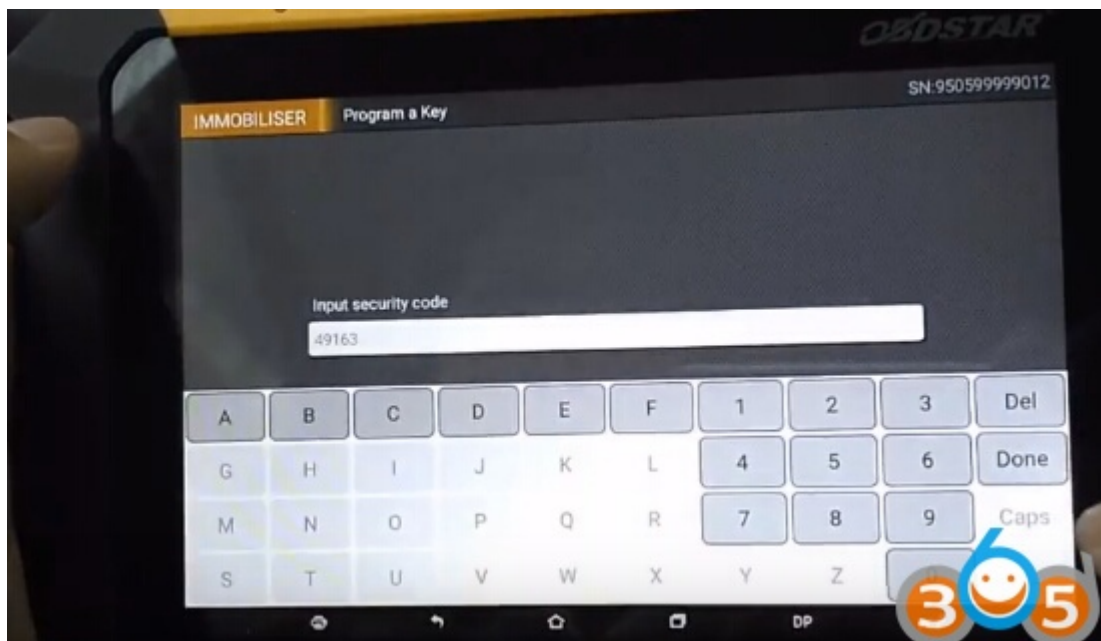 OBDSTAR
SN:950599999012
IMMOBILISER Program a Key
Input security code
49163
A B C D E F 1 2 3 Del
G H I J K L 4 5 6 Done
M N O P Q R 7 8 9 Caps
S T U V W X Y Z
DP
365